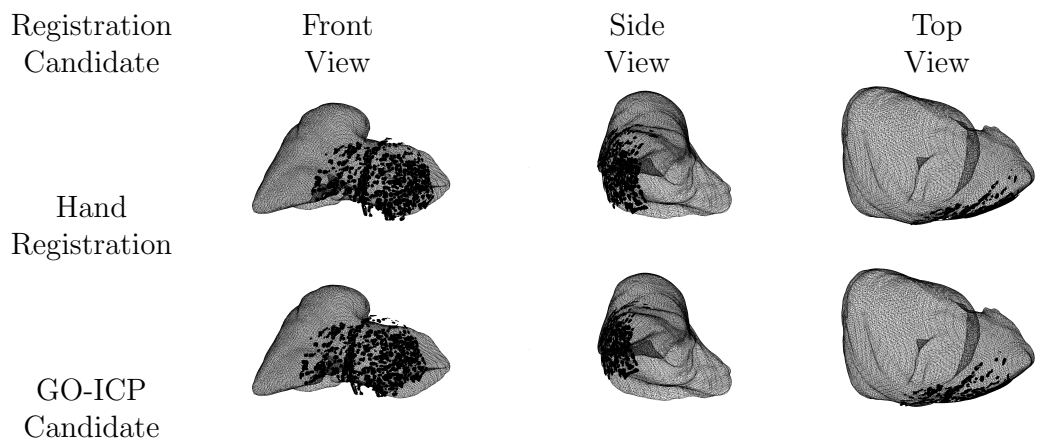 Registration
Candidate
Front
View
Side
View
Top
View
Hand
Registration
GO-ICP
Candidate